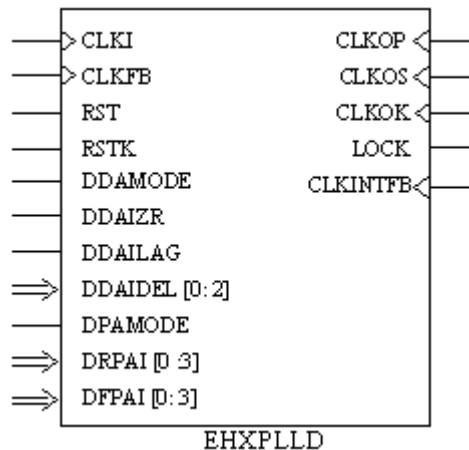 CLKI CLKOP
CLKFB CLKOS
RST CLKOK
RSTK LOCK
DDAMODE CLKINTFB
DDAIZR
DDAILAG
DDAIDEL [0:2]
DPAMODE
DRPAI [0:3]
DFPAI [0:3]
EHXPLLD